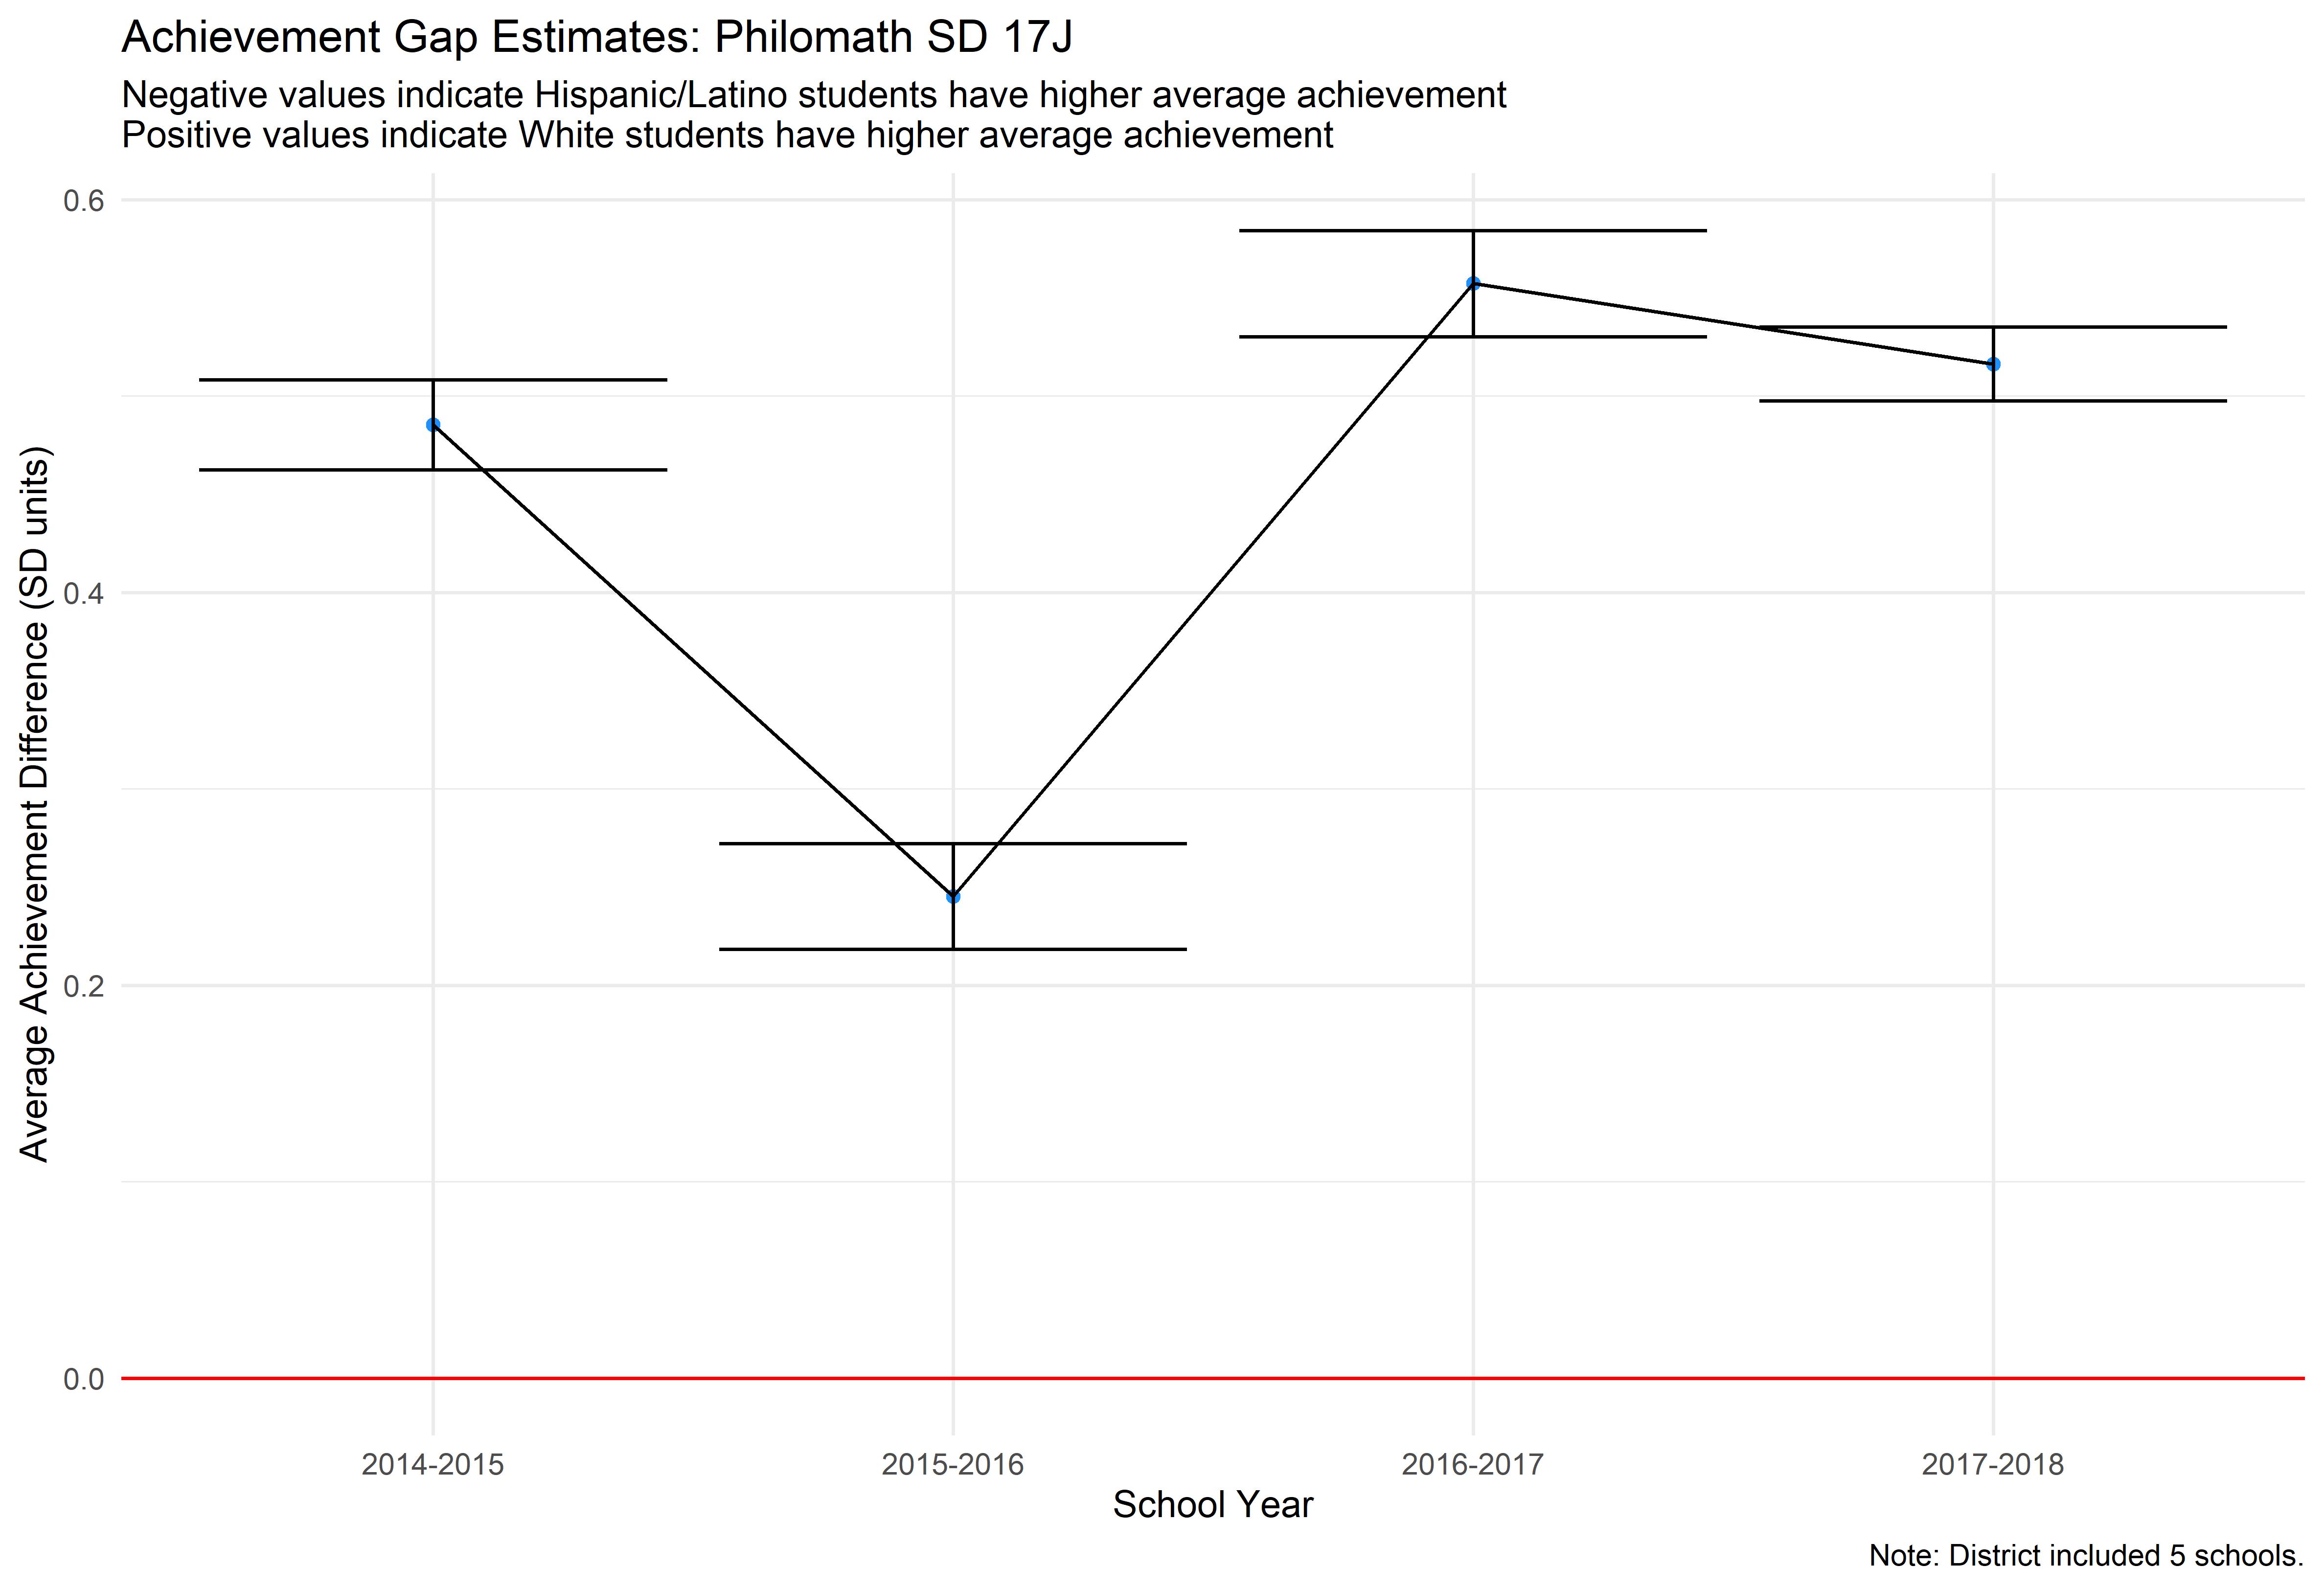 Achievement Gap Estimates: Philomath SD 17J
Negative values indicate Hispanic/Latino students have higher average achievement
Positive values indicate White students have higher average achievement
Average Achievement Difference (SD units)
0.6
0.4
0.2
0.0
2014-2015
2015-2016
2016-2017
2017-2018
School Year
Note: District included 5 schools.